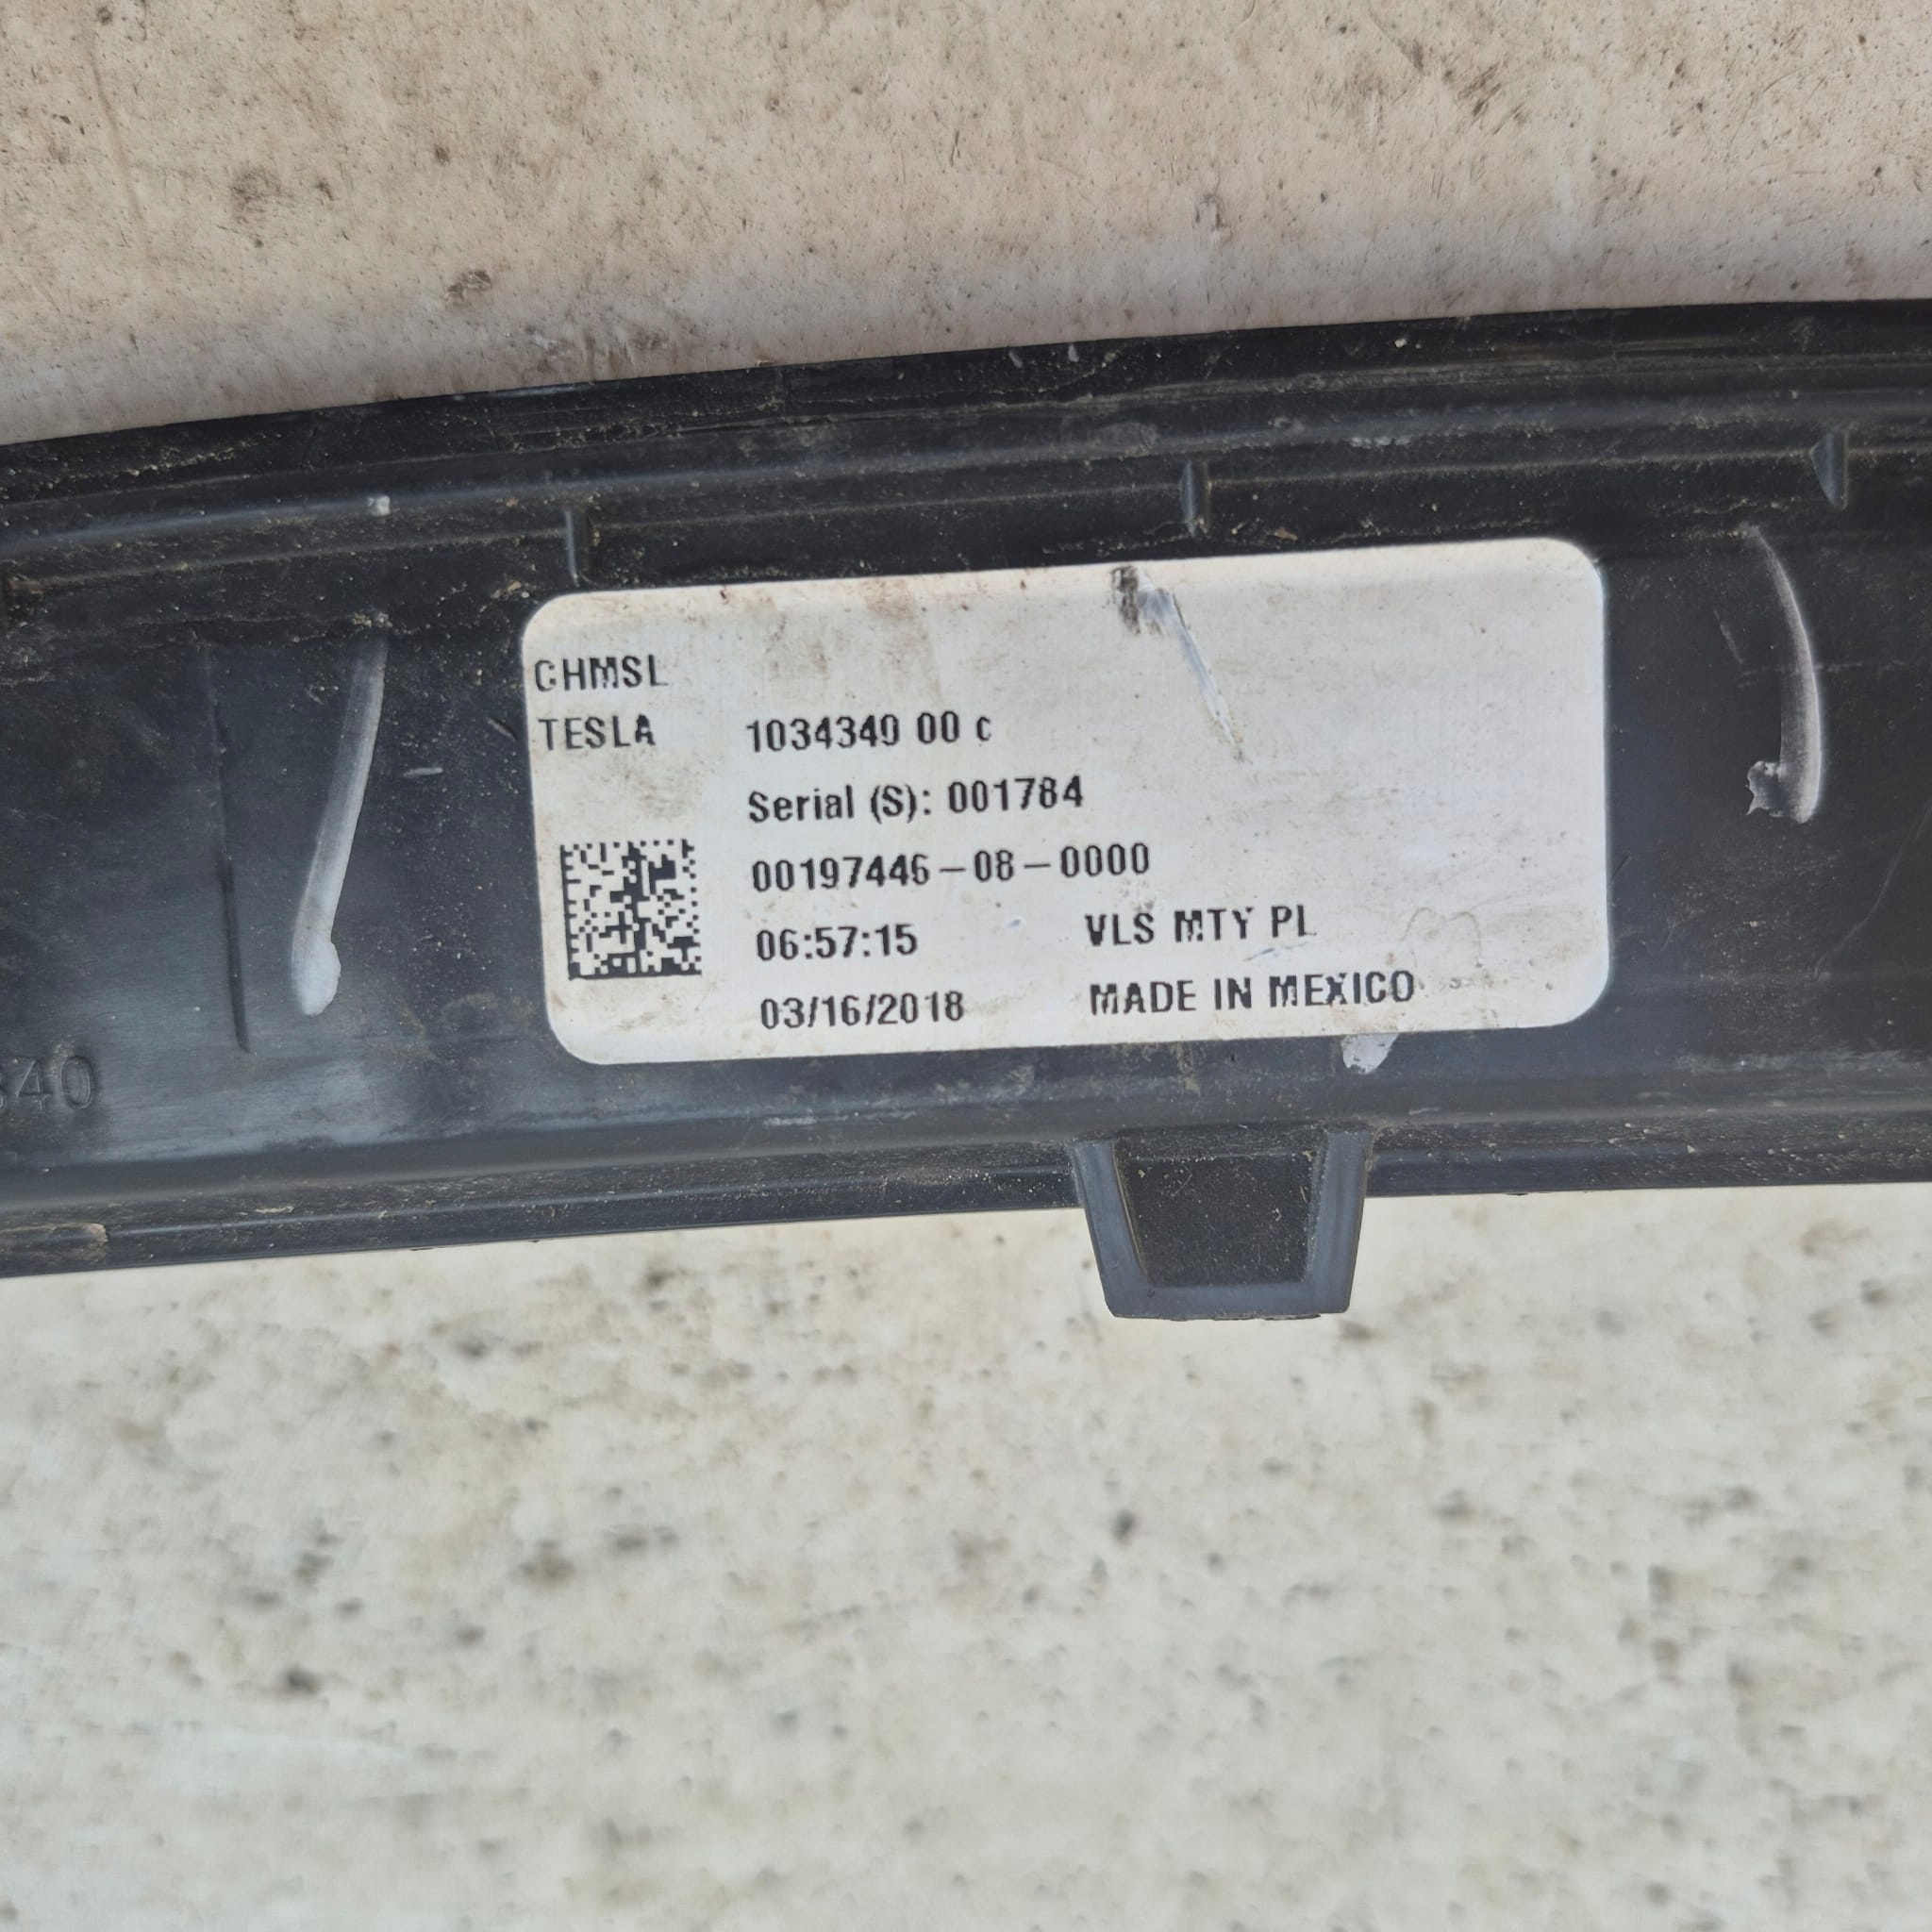 CHMSL
TESLA 1034340 00 c
Serial (S): 001784
00197446-08-0000
06:57:15 VLS MTY PL
03/16/2018 MADE IN MEXICO
340